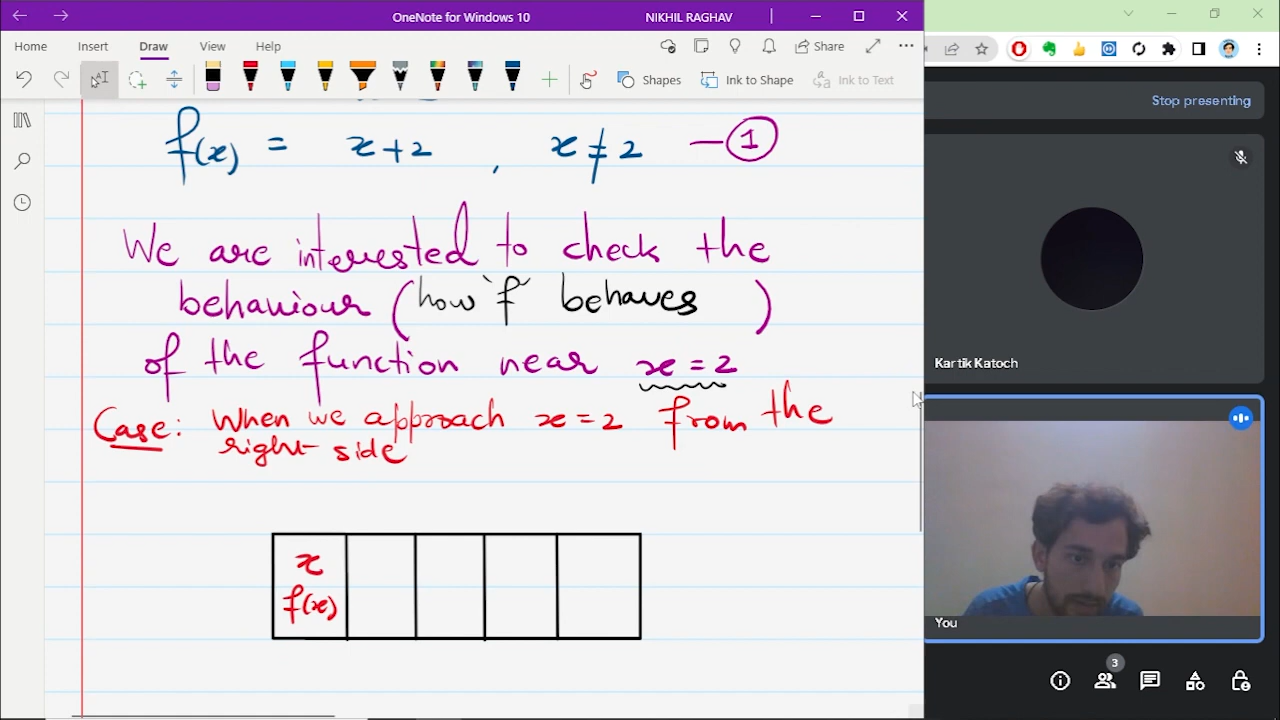 OneNote for Windows 10
NIKHIL RAGHAV
Home Insert Draw View Help
Share
Shapes
Ink to Shape
Ink to Text
f(x) = x+2 , x≠2 —①
We are interested to check the
behaviour (how `f` behaves )
of the function near x=2
Case: When we approach x=2 from the
right side
x
f(x)
Stop presenting
Kartik Katoch
You
3